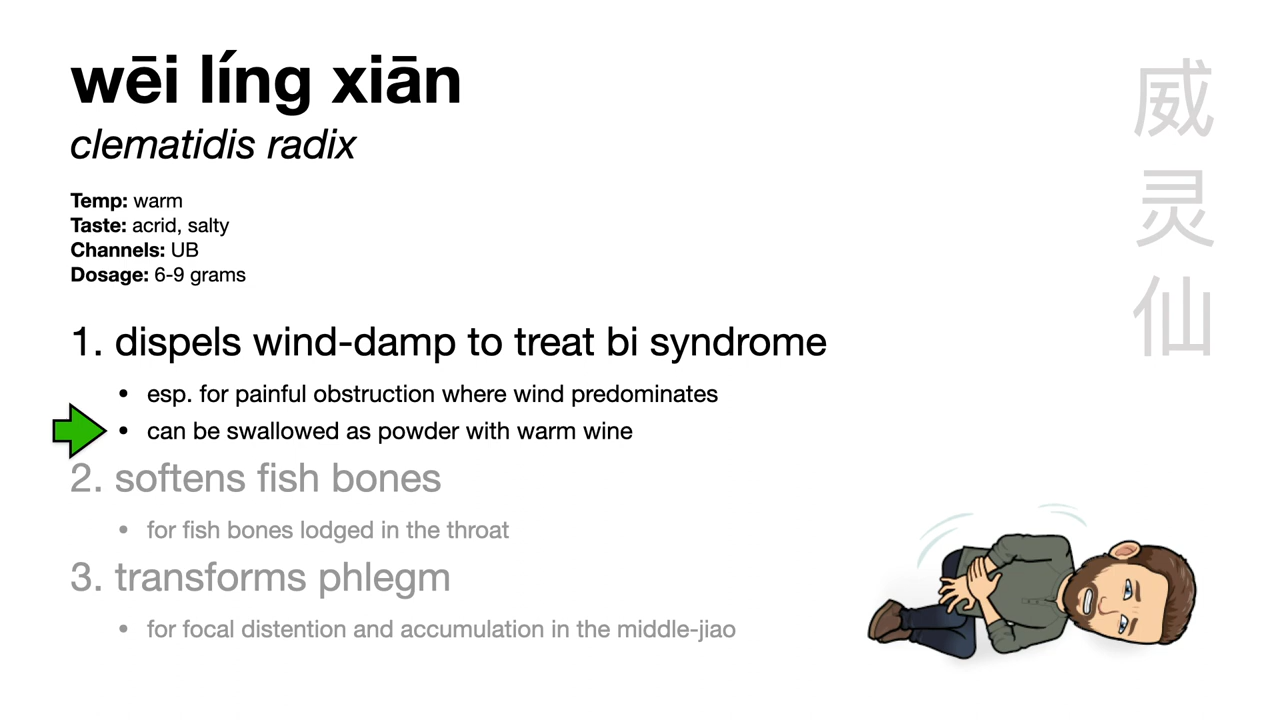 wēi líng xiān
clematidis radix
Temp: warm
Taste: acrid, salty
Channels: UB
Dosage: 6-9 grams
1. dispels wind-damp to treat bi syndrome
• esp. for painful obstruction where wind predominates
• can be swallowed as powder with warm wine
2. softens fish bones
• for fish bones lodged in the throat
3. transforms phlegm
• for focal distention and accumulation in the middle-jiao
威
灵
仙